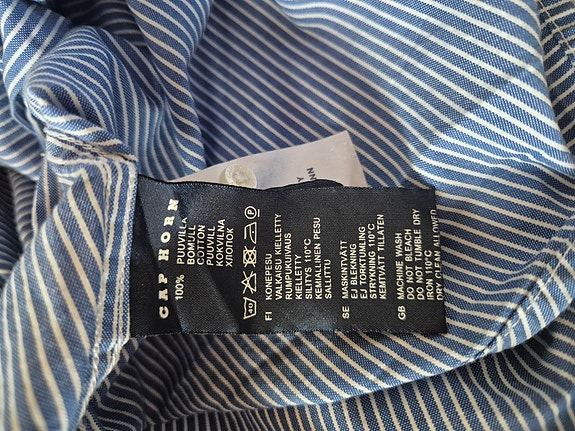 CAP HORN
100% PUUVILLA
BOMULL
COTTON
PUUVILL
KOKVILNA
ХЛОПОК
40 P
FI KONEPESU
VALKAISU KIELLETTY
RUMPUKUIVAUS
KIELLETTY
SILITYS 110°C
KEMIALLINEN PESU
SALLITTU
SE MASKINTVÄTT
EJ BLEKNING
EJ TORKTUMLING
STRYKNING 110°C
KEMTVÄTT TILLATEN
GB MACHINE WASH
DO NOT BLEACH
DO NOT TUMBLE DRY
IRON 110°C
DRY CLEAN ALLOWED